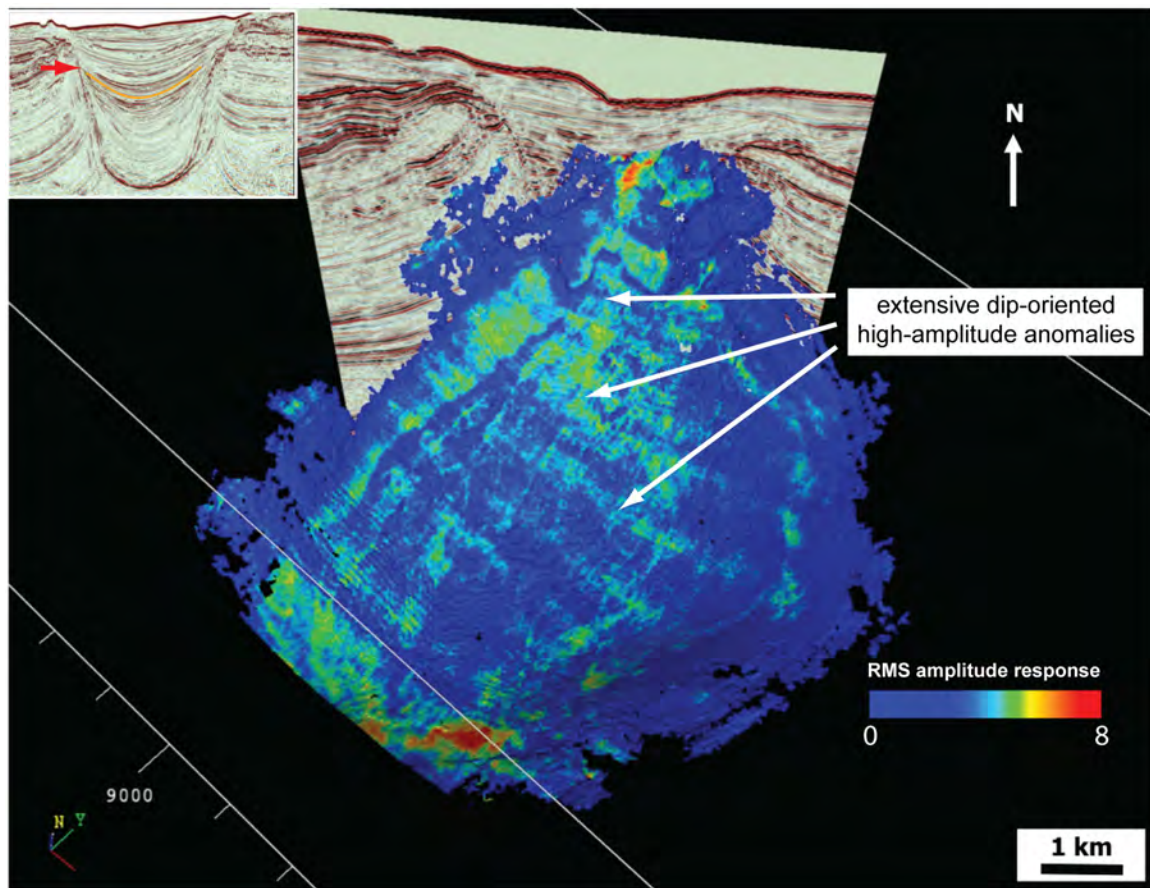 N
extensive dip-oriented
high-amplitude anomalies
RMS amplitude response
0 8
9000
N Y
1 km